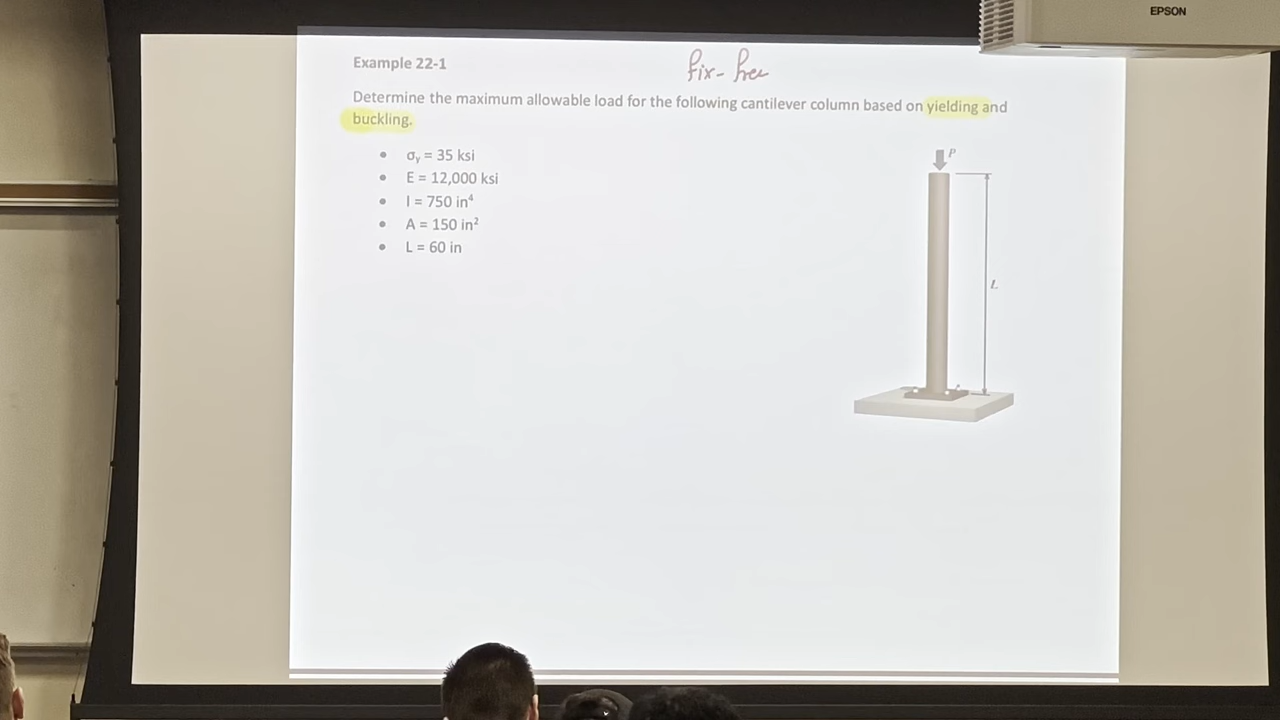 EPSON
Example 22-1
fix- free
Determine the maximum allowable load for the following cantilever column based on yielding and
buckling.
• σy = 35 ksi
• E = 12,000 ksi
• I = 750 in⁴
• A = 150 in²
• L = 60 in
P
L